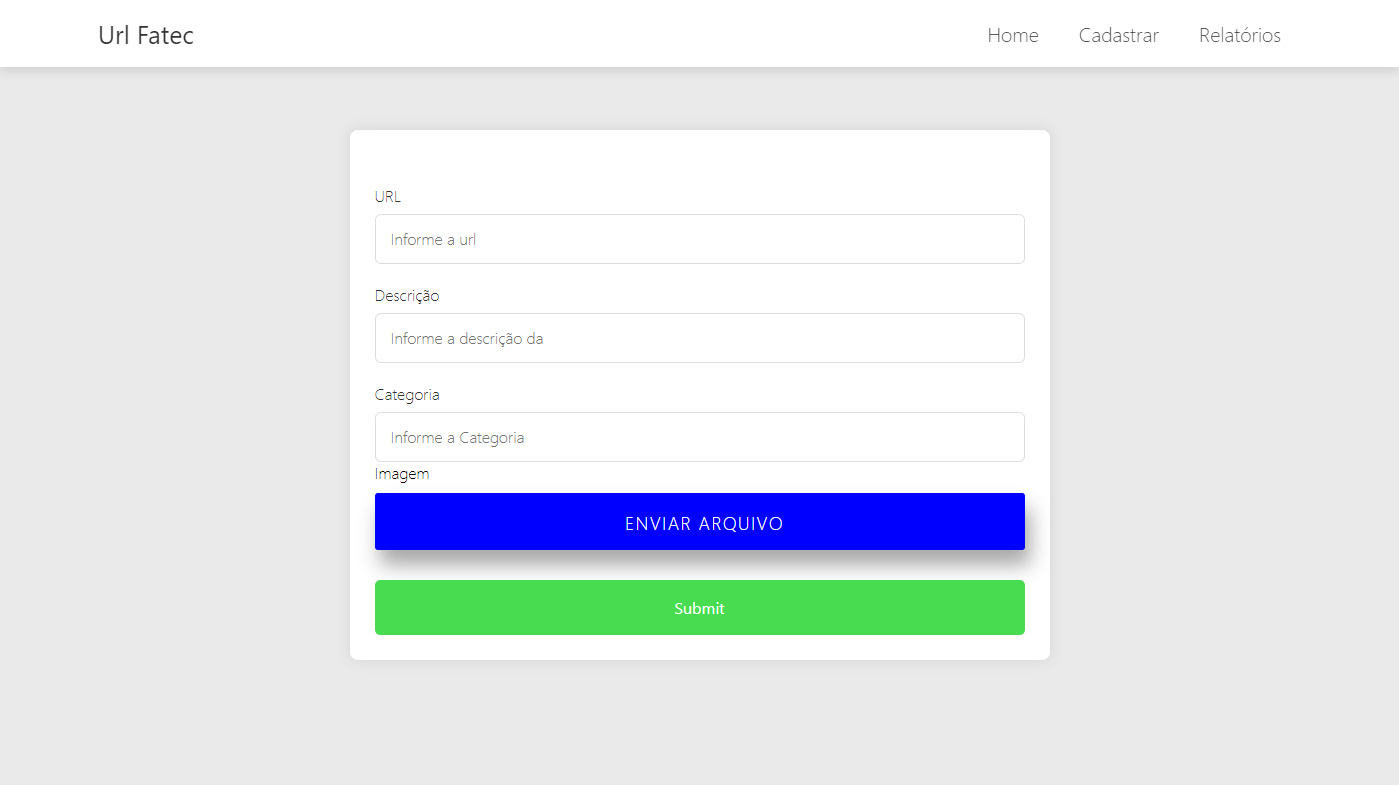 Url Fatec
Home Cadastrar Relatórios
URL
Informe a url
Descrição
Informe a descrição da
Categoria
Informe a Categoria
Imagem
ENVIAR ARQUIVO
Submit